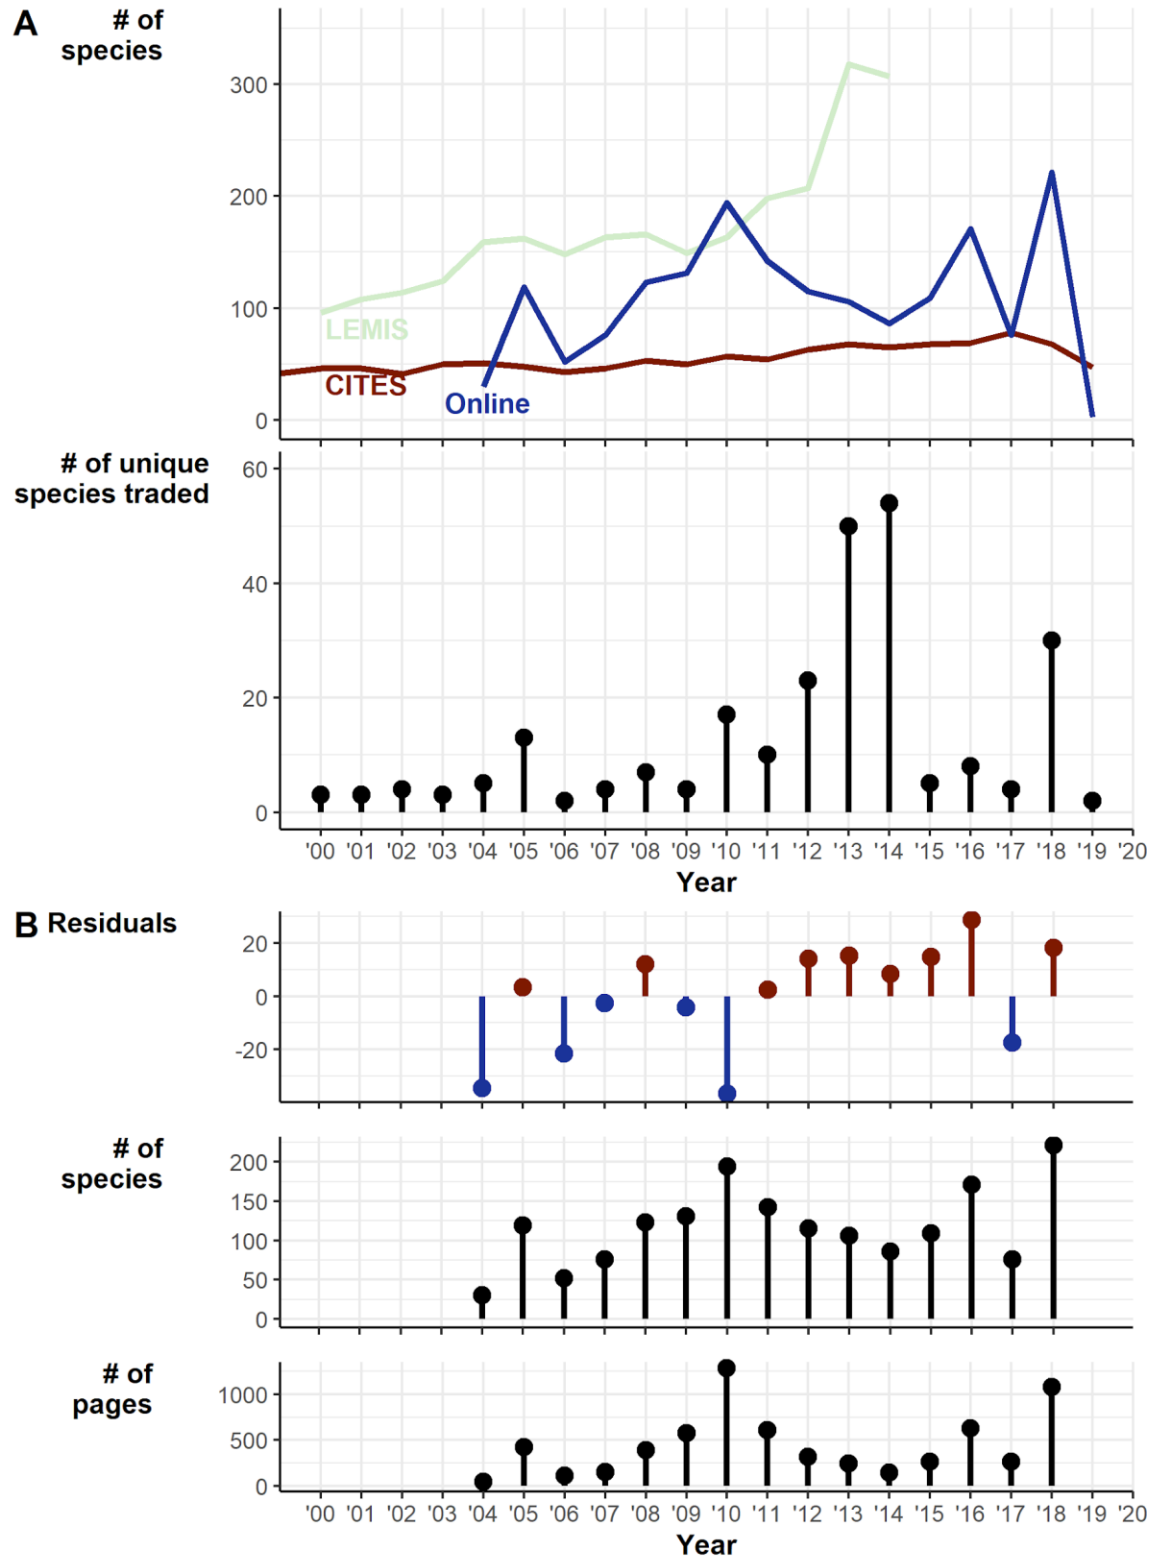 A # of
species
300
200
100
0
LEMIS
CITES
Online
# of unique
species traded
60
40
20
0
'00 '01 '02 '03 '04 '05 '06 '07 '08 '09 '10 '11 '12 '13 '14 '15 '16 '17 '18 '19 '20
Year
B Residuals
20
0
-20
# of
species
200
150
100
50
0
# of
pages
1000
500
0
'00 '01 '02 '03 '04 '05 '06 '07 '08 '09 '10 '11 '12 '13 '14 '15 '16 '17 '18 '19 '20
Year